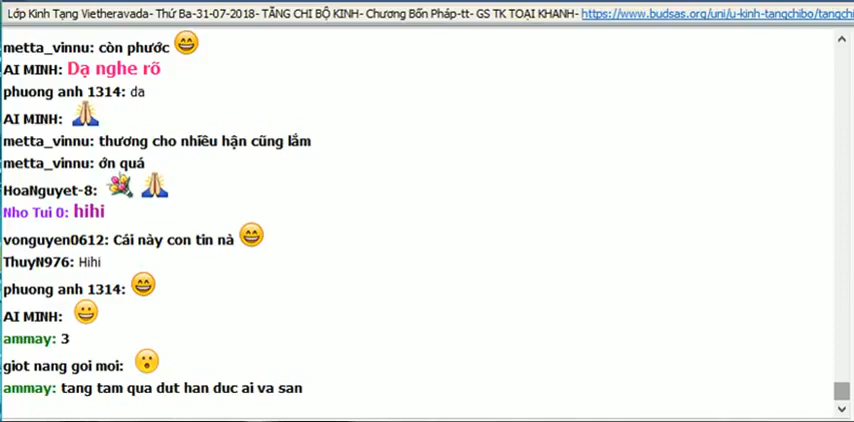 Lớp Kinh Tạng Vietheravada- Thứ Ba-31-07-2018- TĂNG CHI BỘ KINH- Chương Bốn Pháp-tt- GS TK TOẠI KHANH- https://www.budsas.org/uni/u-kinh-tangchibo/tangchi
metta_vinnu: còn phước
AI MINH: Dạ nghe rõ
phuong anh 1314: da
AI MINH:
metta_vinnu: thương cho nhiều hận cũng lắm
metta_vinnu: ớn quá
HoaNguyet-8:
Nho Tui 0: hihi
vonguyen0612: Cái này con tin nà
ThuyN976: Hihi
phuong anh 1314:
AI MINH:
ammay: 3
giot nang goi moi:
ammay: tang tam qua dut han duc ai va san